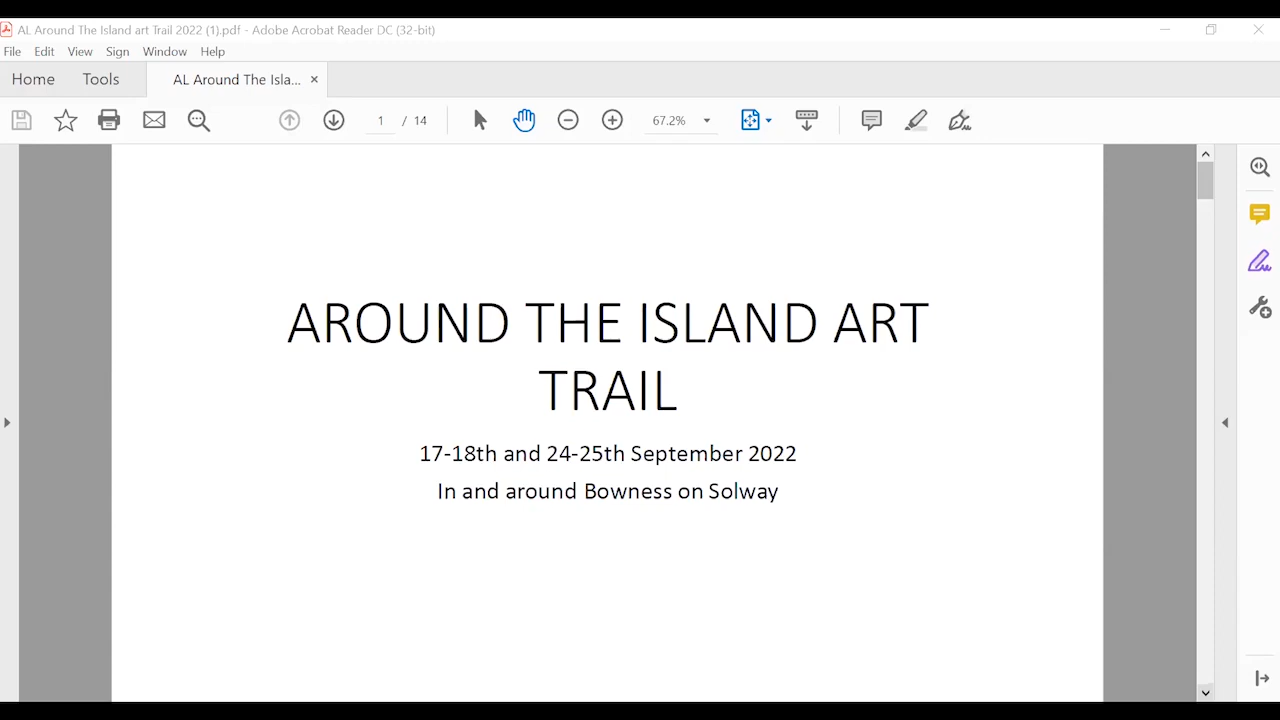 AL Around The Island art Trail 2022 (1).pdf - Adobe Acrobat Reader DC (32-bit)
File Edit View Sign Window Help
Home Tools AL Around The Isla... ×
1 / 14 67.2%
AROUND THE ISLAND ART
TRAIL
17-18th and 24-25th September 2022
In and around Bowness on Solway